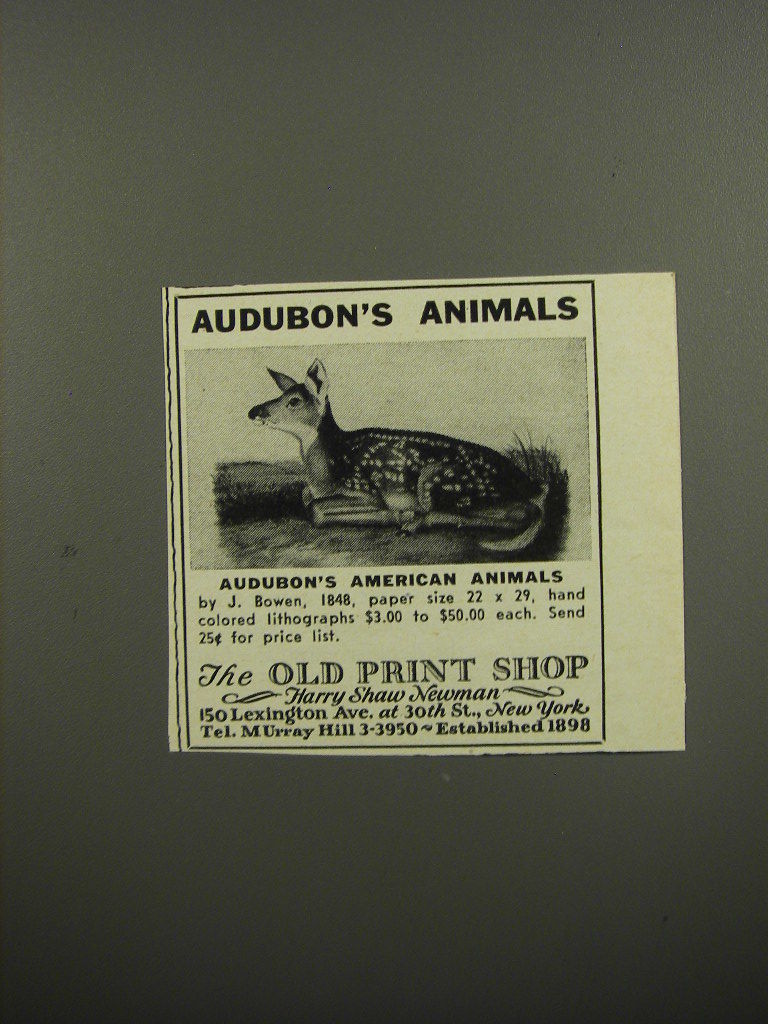 AUDUBON'S ANIMALS
AUDUBON'S AMERICAN ANIMALS
by J. Bowen, 1848, paper size 22 x 29, hand
colored lithographs $3.00 to $50.00 each. Send
25¢ for price list.
The OLD PRINT SHOP
Harry Shaw Newman
150 Lexington Ave. at 30th St., New York
Tel. MUrray Hill 3-3950 ~ Established 1898